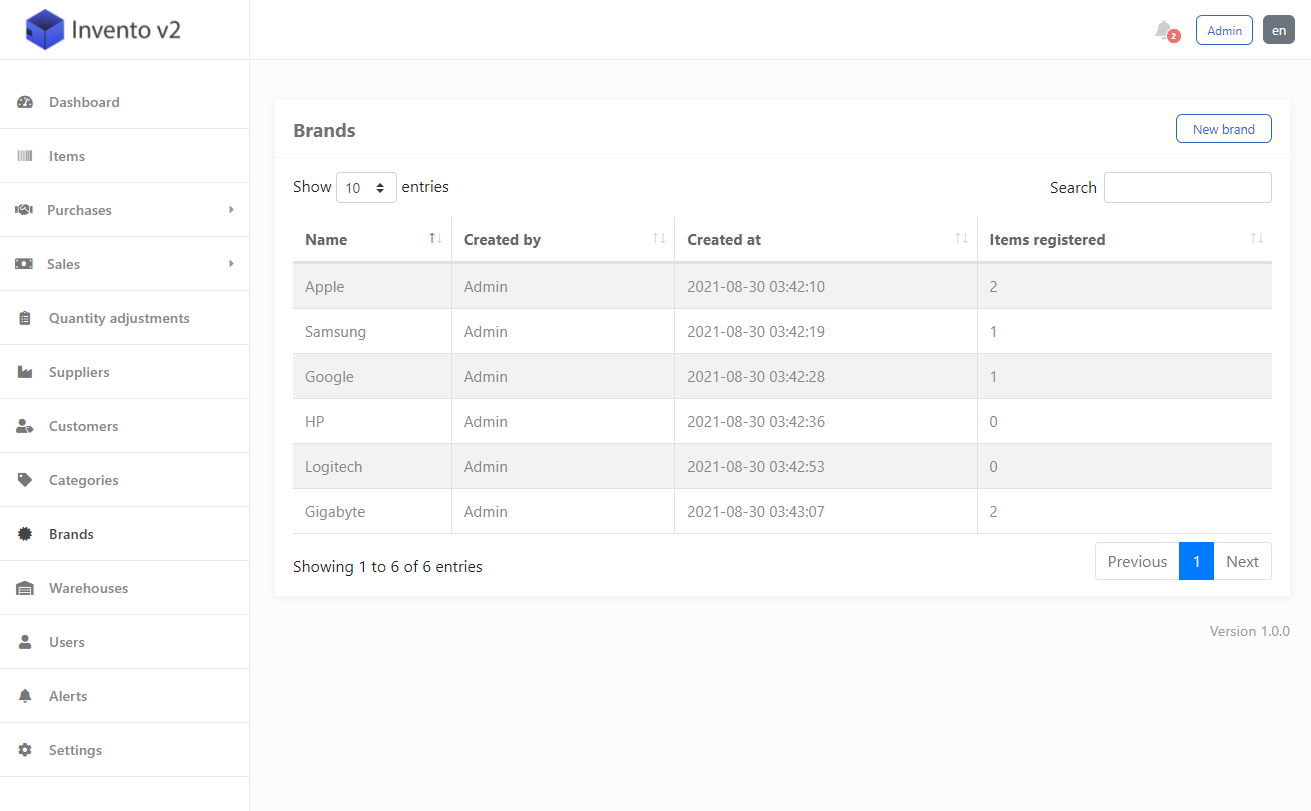 Invento v2
2
Admin
en
Dashboard
Items
Purchases
Sales
Quantity adjustments
Suppliers
Customers
Categories
Brands
Warehouses
Users
Alerts
Settings
Brands
New brand
Show 10 entries
Search
Name Created by Created at Items registered
Apple Admin 2021-08-30 03:42:10 2
Samsung Admin 2021-08-30 03:42:19 1
Google Admin 2021-08-30 03:42:28 1
HP Admin 2021-08-30 03:42:36 0
Logitech Admin 2021-08-30 03:42:53 0
Gigabyte Admin 2021-08-30 03:43:07 2
Showing 1 to 6 of 6 entries
Previous 1 Next
Version 1.0.0